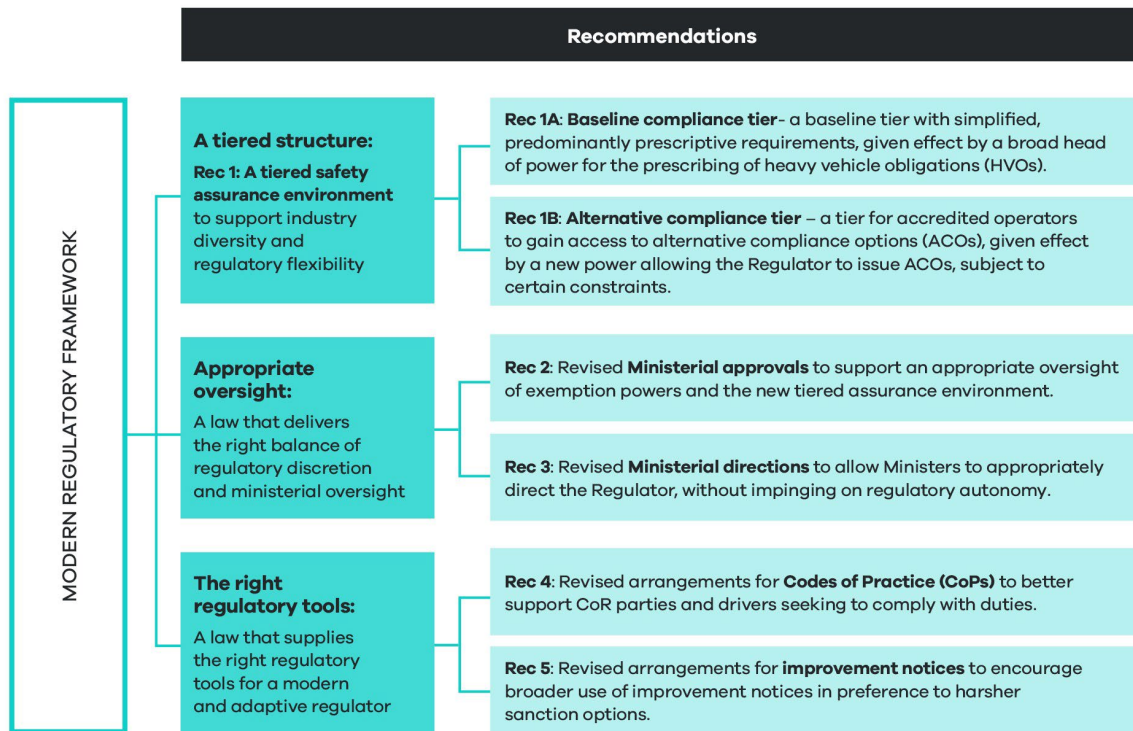 Recommendations
MODERN REGULATORY FRAMEWORK
A tiered structure:
Rec 1: A tiered safety
assurance environment
to support industry
diversity and
regulatory flexibility
Rec 1A: Baseline compliance tier- a baseline tier with simplified,
predominantly prescriptive requirements, given effect by a broad head
of power for the prescribing of heavy vehicle obligations (HVOs).
Rec 1B: Alternative compliance tier – a tier for accredited operators
to gain access to alternative compliance options (ACOs), given effect
by a new power allowing the Regulator to issue ACOs, subject to
certain constraints.
Appropriate
oversight:
A law that delivers
the right balance of
regulatory discretion
and ministerial oversight
Rec 2: Revised Ministerial approvals to support an appropriate oversight
of exemption powers and the new tiered assurance environment.
Rec 3: Revised Ministerial directions to allow Ministers to appropriately
direct the Regulator, without impinging on regulatory autonomy.
The right
regulatory tools:
A law that supplies
the right regulatory
tools for a modern
and adaptive regulator
Rec 4: Revised arrangements for Codes of Practice (CoPs) to better
support CoR parties and drivers seeking to comply with duties.
Rec 5: Revised arrangements for improvement notices to encourage
broader use of improvement notices in preference to harsher
sanction options.